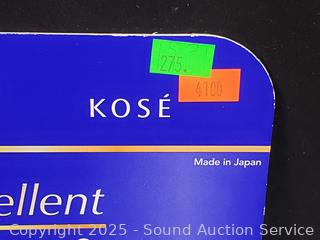 275.
4100
KOSÉ
Made in Japan
ellent
Copyright 2025 - Sound Auction Service